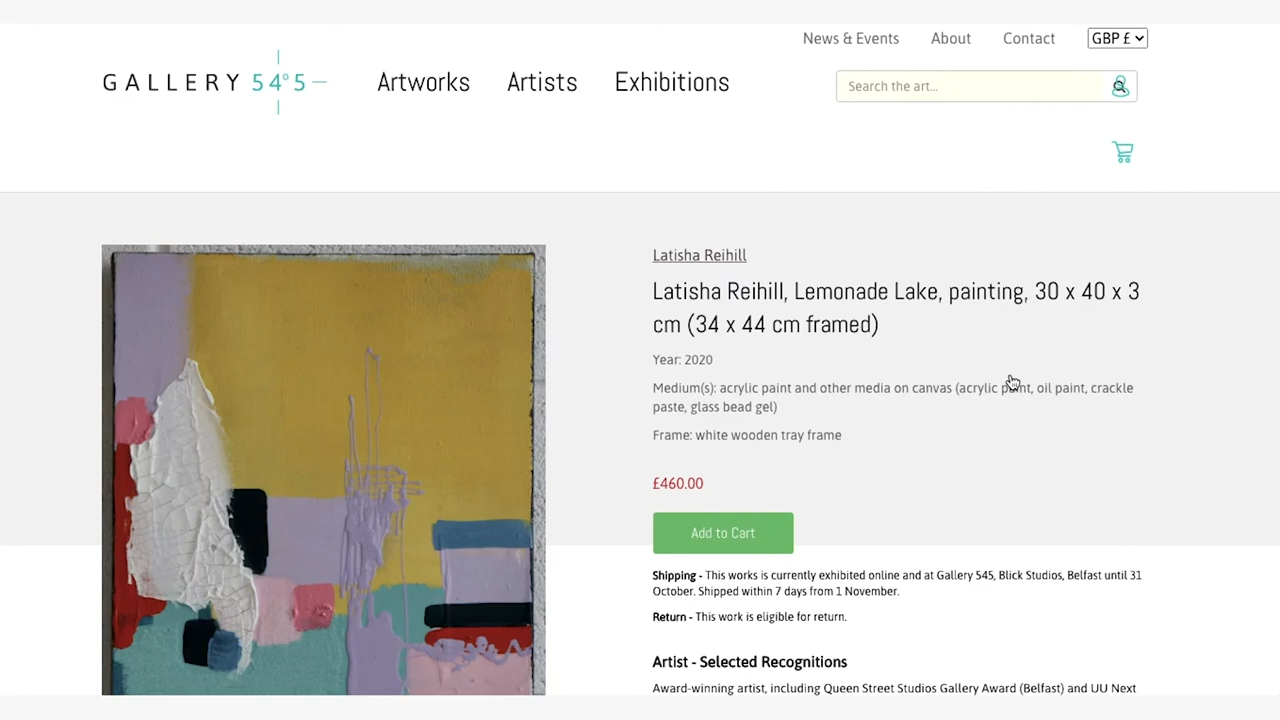 News & Events About Contact GBP £
GALLERY 54°5
Artworks Artists Exhibitions
Search the art...
Latisha Reihill
Latisha Reihill, Lemonade Lake, painting, 30 x 40 x 3
cm (34 x 44 cm framed)
Year: 2020
Medium(s): acrylic paint and other media on canvas (acrylic paint, oil paint, crackle
paste, glass bead gel)
Frame: white wooden tray frame
£460.00
Add to Cart
Shipping - This works is currently exhibited online and at Gallery 545, Blick Studios, Belfast until 31
October. Shipped within 7 days from 1 November.
Return - This work is eligible for return.
Artist - Selected Recognitions
Award-winning artist, including Queen Street Studios Gallery Award (Belfast) and UU Next